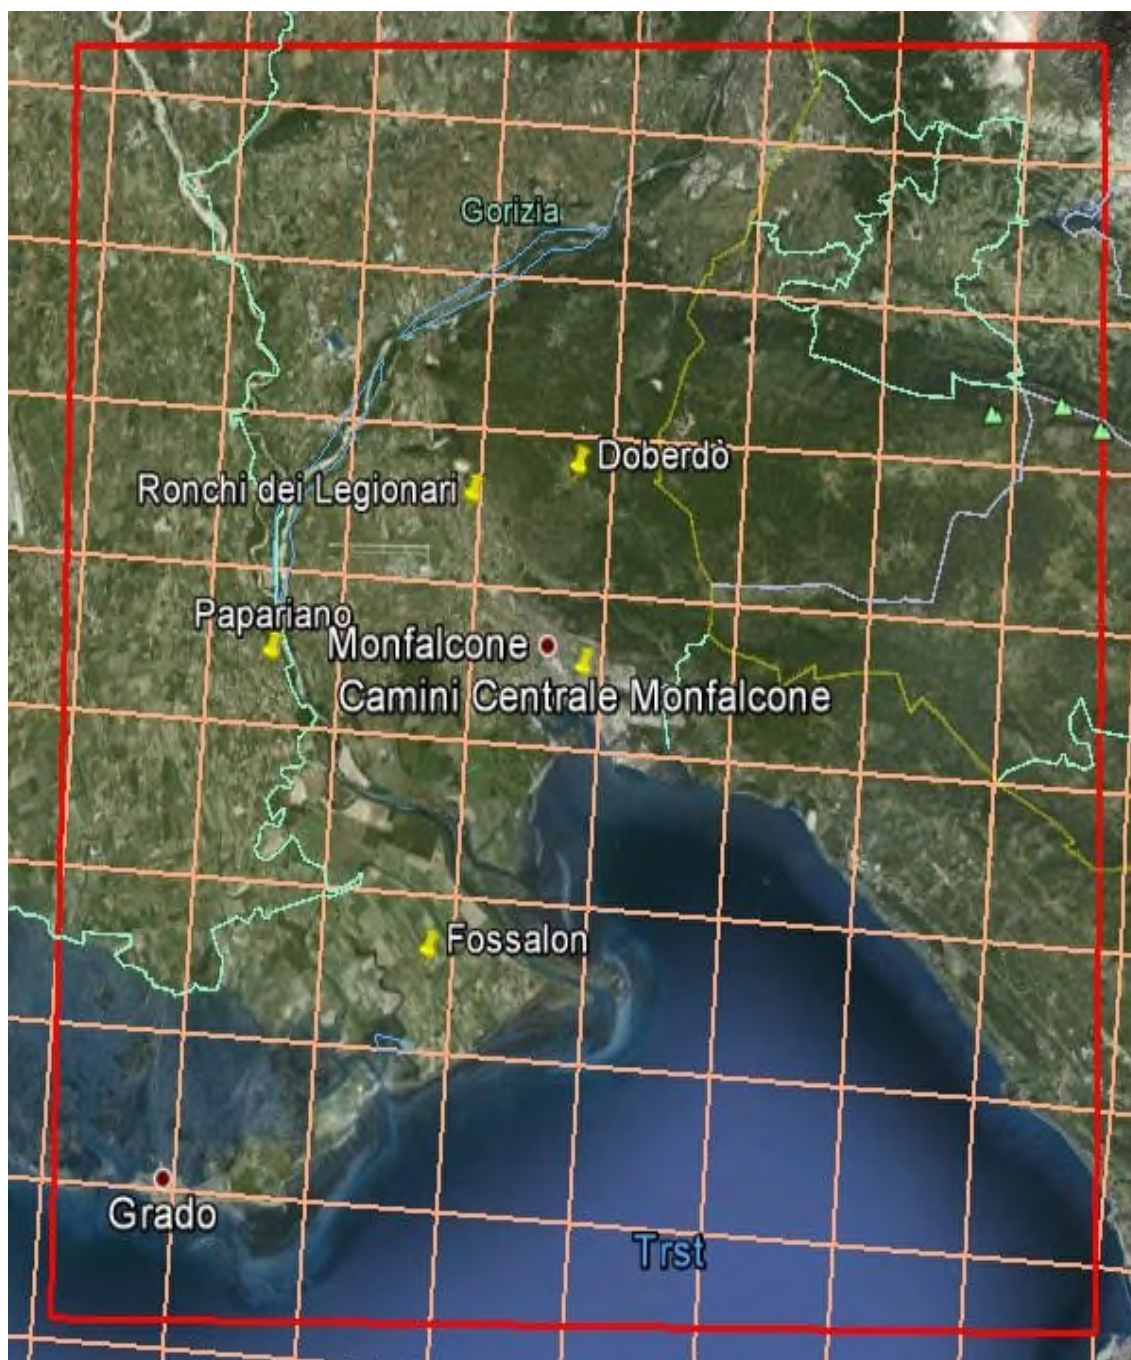 Gorizia
Doberdò
Ronchi dei Legionari
Papariano
Monfalcone
Camini Centrale Monfalcone
Fossalon
Grado
Trst